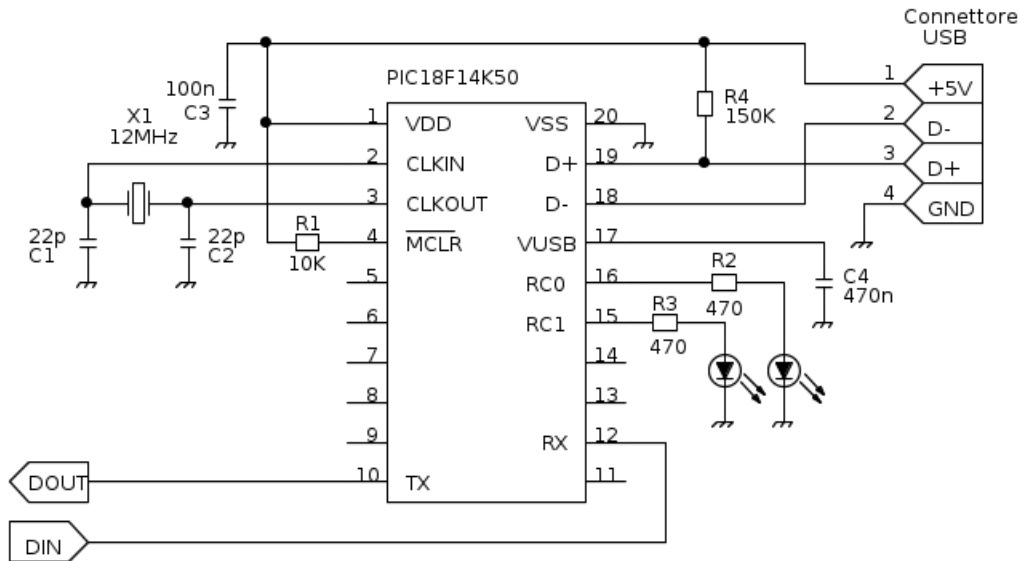 Connettore
USB
PIC18F14K50
100n
C3
X1
12MHz
R4
150K
1
+5V
2
D-
3
D+
4
GND
1
VDD
VSS
20
2
CLKIN
D+
19
3
CLKOUT
D-
18
R1
10K
4
MCLR
VUSB
17
22p
C1
22p
C2
C4
470n
5
RC0
16
R2
470
6
RC1
15
R3
470
7
14
8
13
9
RX
12
10
TX
11
DOUT
DIN